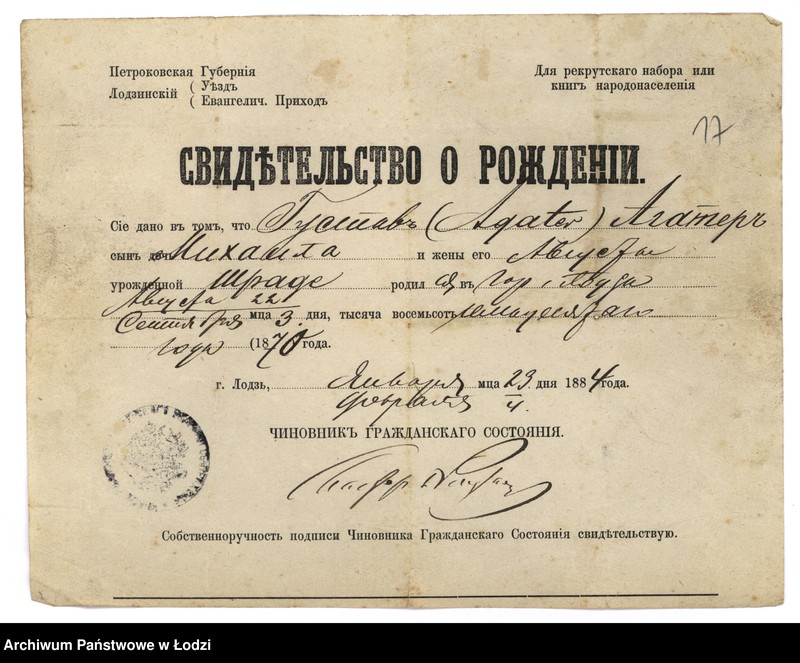 Петроковская Губернія
Лодзинскій ( Уѣздъ
( Евангелич. Приходъ
Для рекрутскаго набора или
книгъ народонаселенія
17
СВИДѢТЕЛЬСТВО О РОЖДЕНІИ.
Сіе дано въ томъ, что Густавъ (Agater) Агатеръ
сынъ дочь Михаила и жены его Августы
урожденной Шраде родился въ гор. Лодзи
Августа 22
Сентября мца 3. дня, тысяча восемьсотъ семидесятаго
года (1870 года.
г. Лодзь, Января мца 23 дня 1884 года.
Февраля 4.
ЧИНОВНИКЪ ГРАЖДАНСКАГО СОСТОЯНІЯ.
Собственноручность подписи Чиновника Гражданскаго Состоянія свидѣтельствую.
Archiwum Państwowe w Łodzi